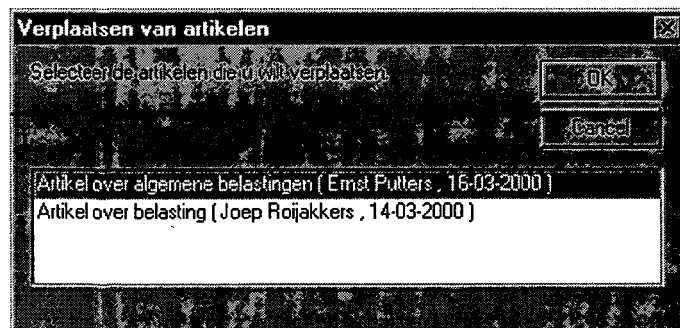 Verplaatsen van artikelen
Selecteer de artikelen die u wilt verplaatsen.
OK
Cancel
Artikel over algemene belastingen ( Ernst Putters , 16-03-2000 )
Artikel over belasting ( Joep Roijakkers , 14-03-2000 )